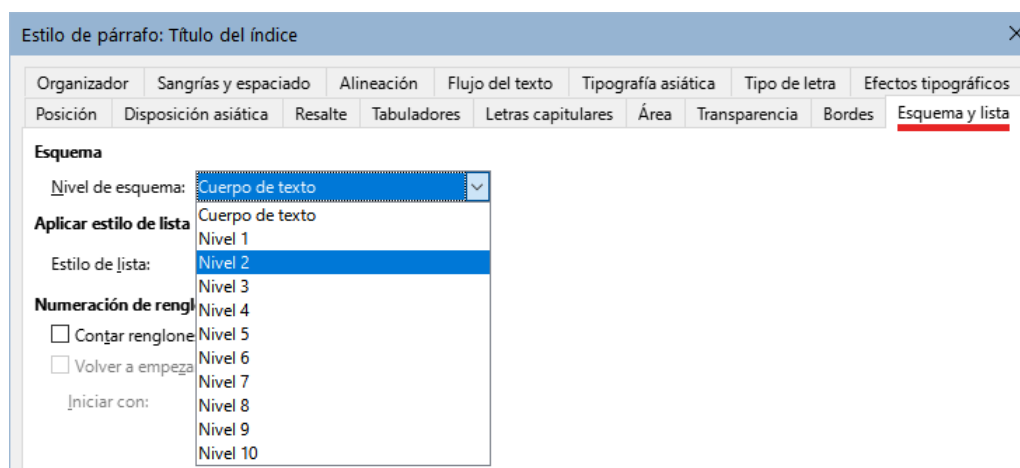 Estilo de párrafo: Título del índice
Organizador Sangrías y espaciado Alineación Flujo del texto Tipografía asiática Tipo de letra Efectos tipográficos
Posición Disposición asiática Resalte Tabuladores Letras capitulares Área Transparencia Bordes Esquema y lista
Esquema
Nivel de esquema: Cuerpo de texto
Cuerpo de texto
Aplicar estilo de lista
Nivel 1
Estilo de lista:
Nivel 2
Nivel 3
Numeración de rengl
Nivel 4
Contar renglone
Nivel 5
Nivel 6
Volver a empeza
Nivel 7
Iniciar con:
Nivel 8
Nivel 9
Nivel 10